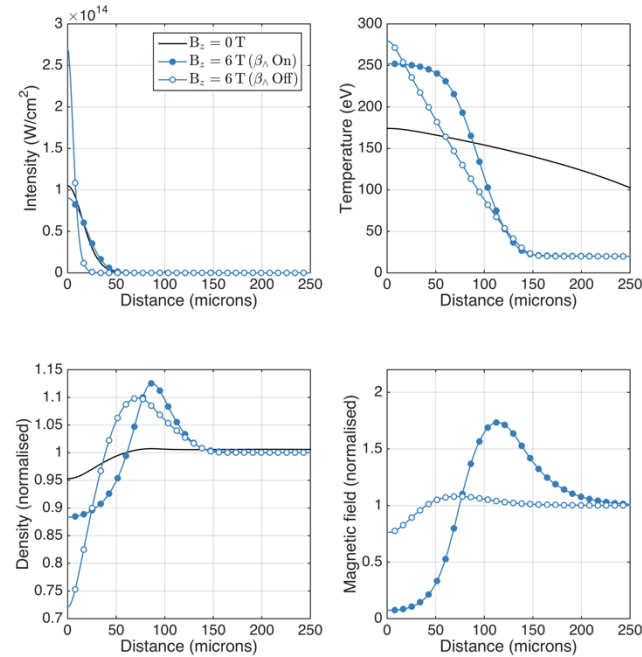 ×10^14
3
2.5
2
1.5
1
0.5
0
Intensity (W/cm²)
B_z = 0 T
B_z = 6 T (β_∧ On)
B_z = 6 T (β_∧ Off)
0 50 100 150 200 250
Distance (microns)
300
250
200
150
100
50
0
Temperature (eV)
0 50 100 150 200 250
Distance (microns)
1.15
1.1
1.05
1
0.95
0.9
0.85
0.8
0.75
0.7
Density (normalised)
0 50 100 150 200 250
Distance (microns)
2
1.5
1
0.5
0
Magnetic field (normalised)
0 50 100 150 200 250
Distance (microns)